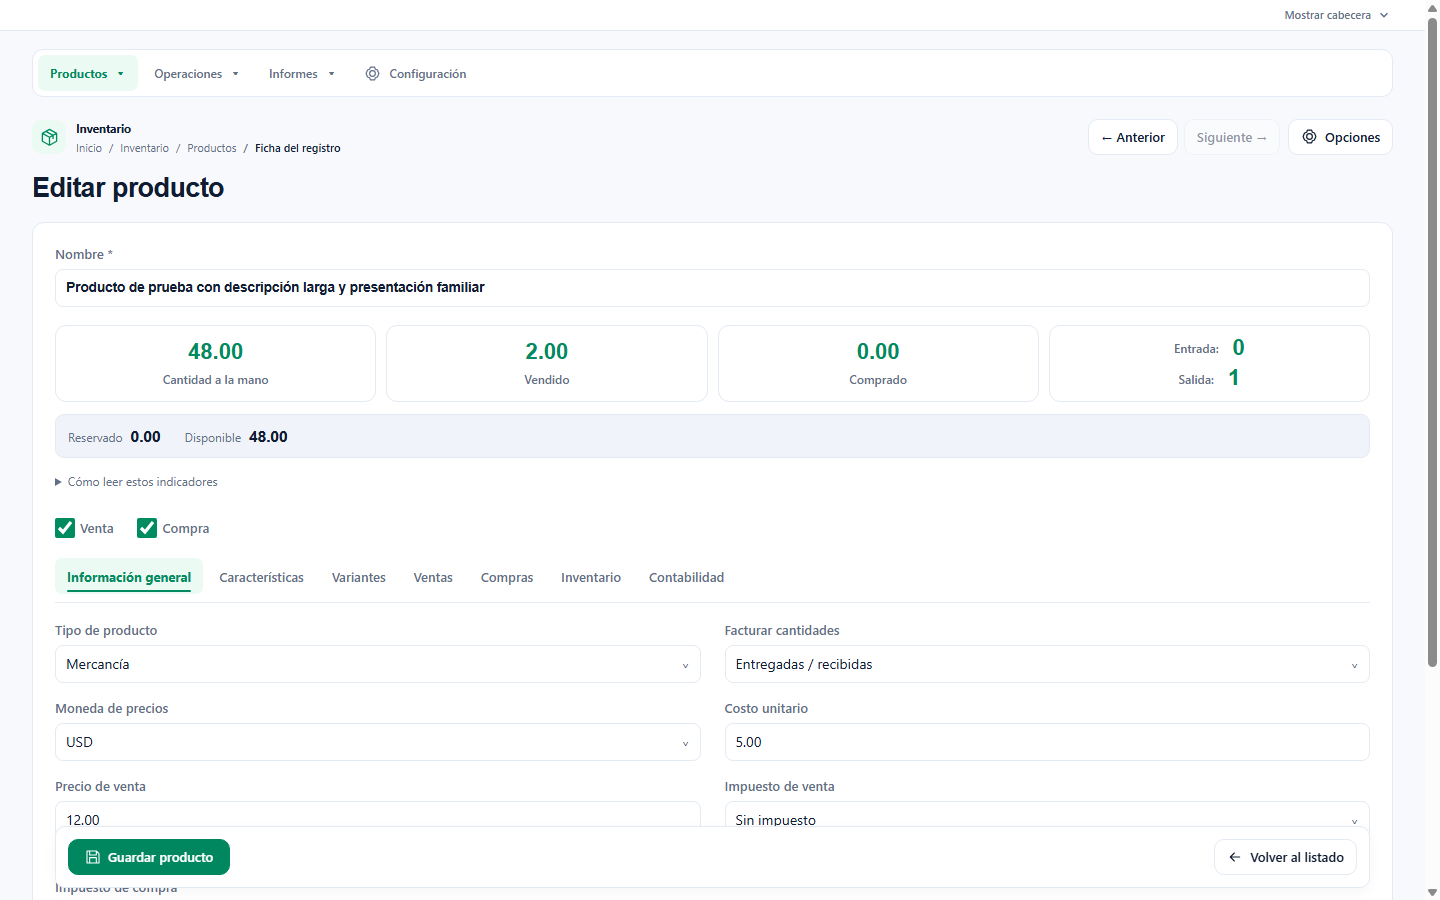 Mostrar cabecera
Productos Operaciones Informes Configuración
Inventario
Inicio / Inventario / Productos / Ficha del registro
← Anterior Siguiente → Opciones
Editar producto
Nombre *
Producto de prueba con descripción larga y presentación familiar
48.00 2.00 0.00 Entrada: 0
Cantidad a la mano Vendido Comprado Salida: 1
Reservado 0.00 Disponible 48.00
Cómo leer estos indicadores
Venta Compra
Información general Características Variantes Ventas Compras Inventario Contabilidad
Tipo de producto Facturar cantidades
Mercancía Entregadas / recibidas
Moneda de precios Costo unitario
USD 5.00
Precio de venta Impuesto de venta
12.00 Sin impuesto
Guardar producto ← Volver al listado
Impuesto de compra